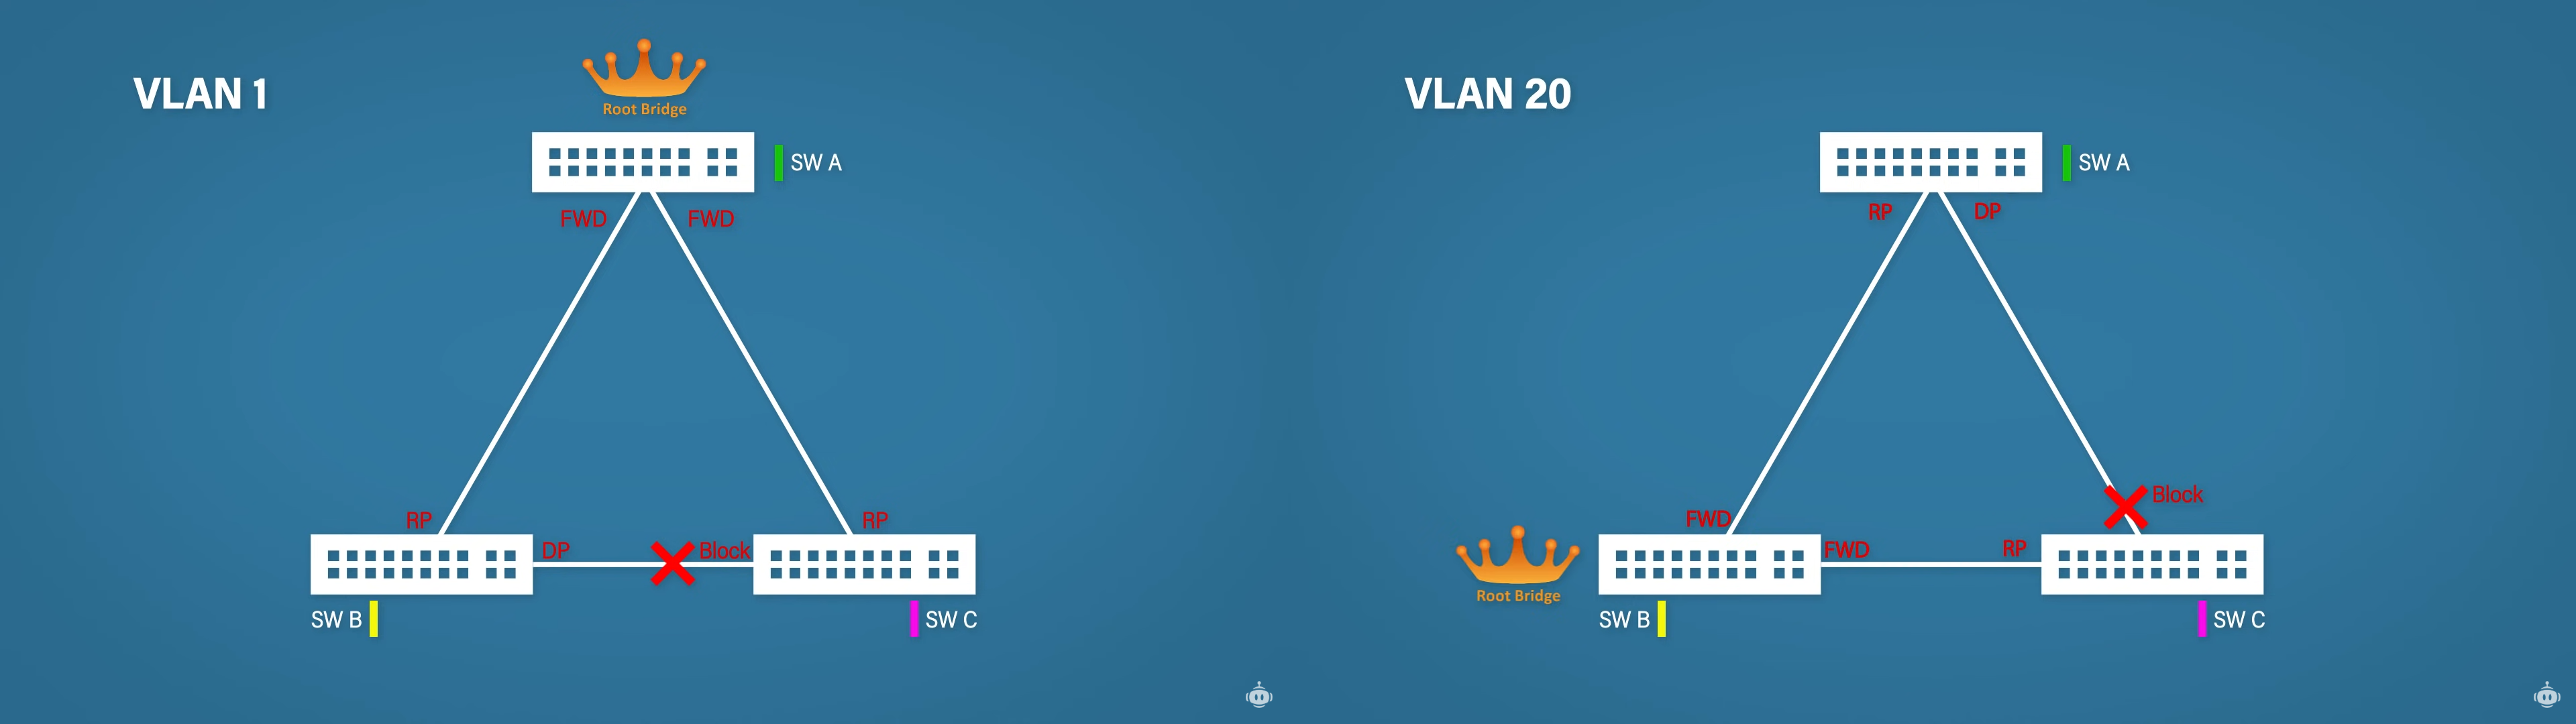 VLAN 1
Root Bridge
SW A
FWD
FWD
RP
RP
DP
Block
SW B
SW C
VLAN 20
SW A
RP
DP
Block
FWD
FWD
RP
Root Bridge
SW B
SW C